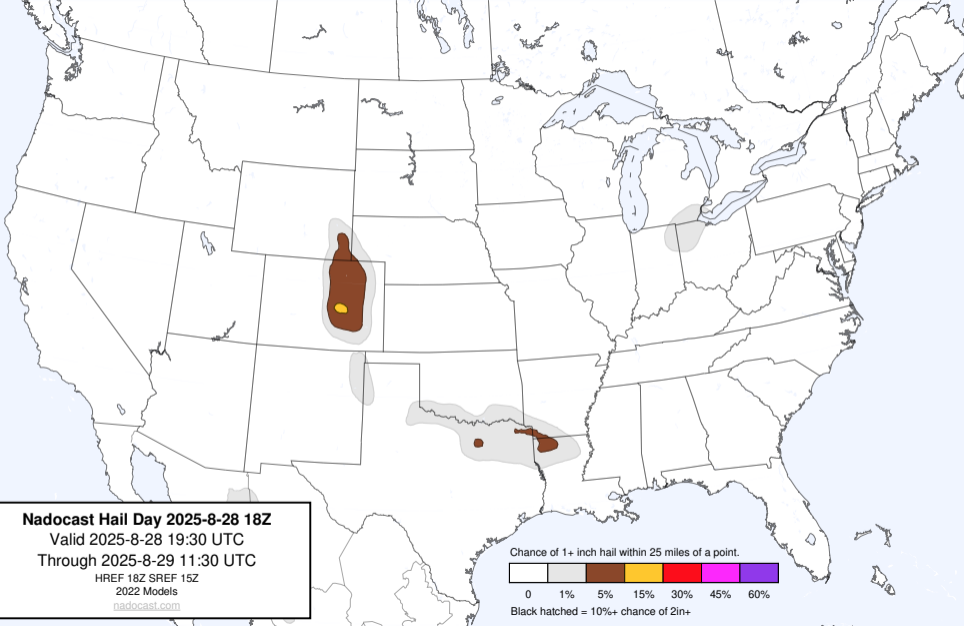 Nadocast Hail Day 2025-8-28 18Z
Valid 2025-8-28 19:30 UTC
Through 2025-8-29 11:30 UTC
HREF 18Z SREF 15Z
2022 Models
nadocast.com
Chance of 1+ inch hail within 25 miles of a point.
0 1% 5% 15% 30% 45% 60%
Black hatched = 10%+ chance of 2in+